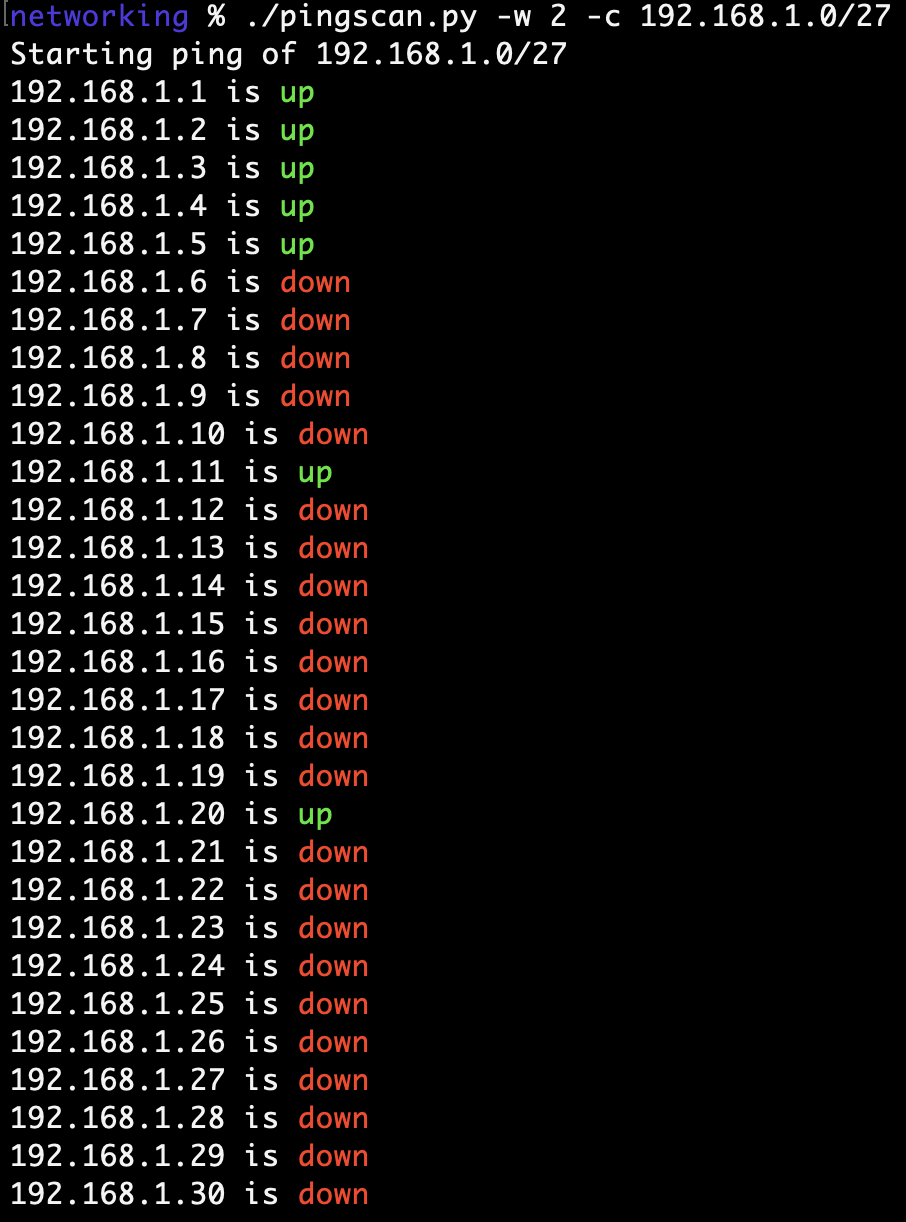 networking % ./pingscan.py -w 2 -c 192.168.1.0/27
Starting ping of 192.168.1.0/27
192.168.1.1 is up
192.168.1.2 is up
192.168.1.3 is up
192.168.1.4 is up
192.168.1.5 is up
192.168.1.6 is down
192.168.1.7 is down
192.168.1.8 is down
192.168.1.9 is down
192.168.1.10 is down
192.168.1.11 is up
192.168.1.12 is down
192.168.1.13 is down
192.168.1.14 is down
192.168.1.15 is down
192.168.1.16 is down
192.168.1.17 is down
192.168.1.18 is down
192.168.1.19 is down
192.168.1.20 is up
192.168.1.21 is down
192.168.1.22 is down
192.168.1.23 is down
192.168.1.24 is down
192.168.1.25 is down
192.168.1.26 is down
192.168.1.27 is down
192.168.1.28 is down
192.168.1.29 is down
192.168.1.30 is down